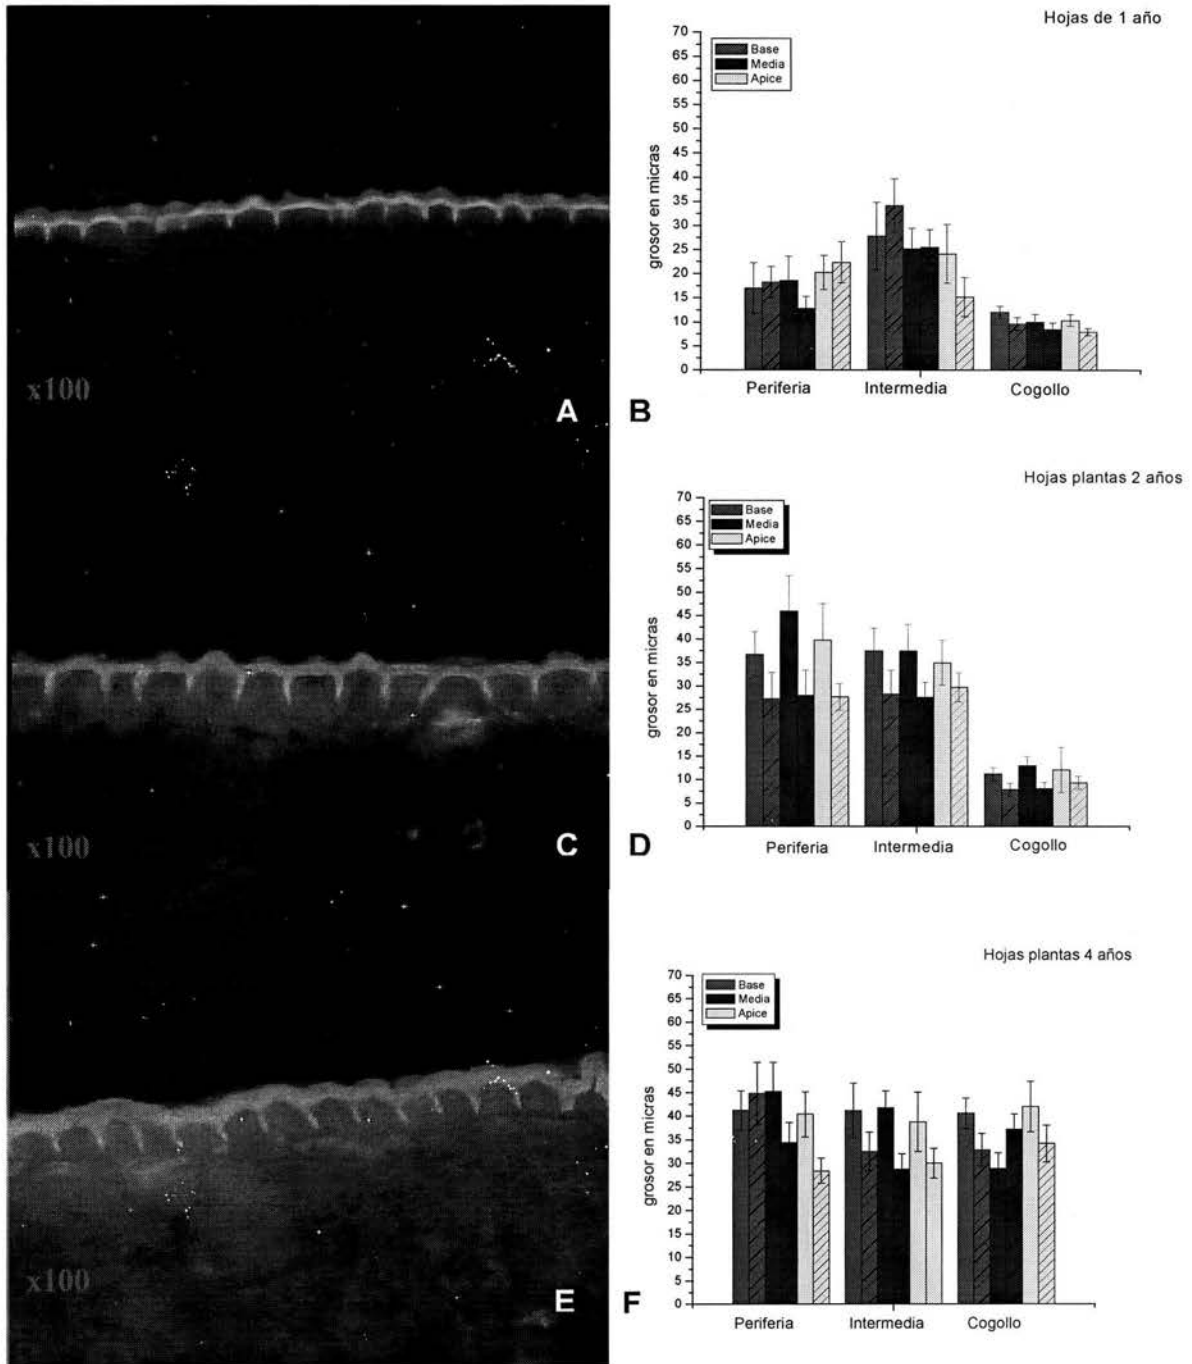 x100
A
Hojas de 1 año
Base
Media
Apice
grosor en micras
70
65
60
55
50
45
40
35
30
25
20
15
10
5
0
Periferia Intermedia Cogollo
B
x100
C
Hojas plantas 2 años
Base
Media
Apice
grosor en micras
70
65
60
55
50
45
40
35
30
25
20
15
10
5
0
Periferia Intermedia Cogollo
D
x100
E
Hojas plantas 4 años
Base
Media
Apice
grosor en micras
70
65
60
55
50
45
40
35
30
25
20
15
10
5
0
Periferia Intermedia Cogollo
F